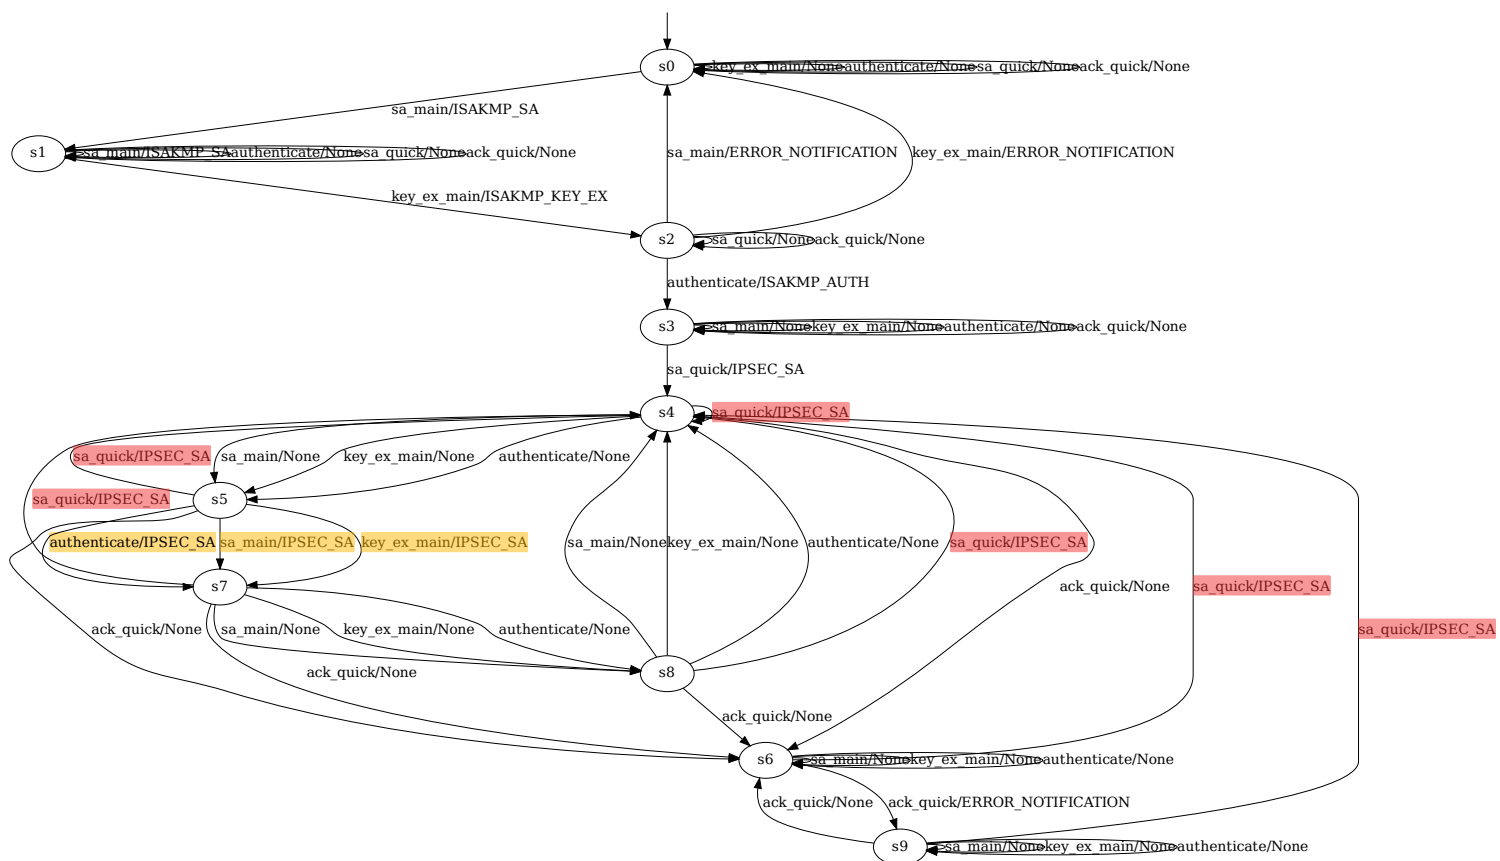 s0
key_ex_main/None
authenticate/None
sa_quick/None
ack_quick/None
sa_main/ISAKMP_SA
s1
sa_main/ISAKMP_SA
authenticate/None
sa_quick/None
ack_quick/None
sa_main/ERROR_NOTIFICATION
key_ex_main/ERROR_NOTIFICATION
key_ex_main/ISAKMP_KEY_EX
s2
sa_quick/None
ack_quick/None
authenticate/ISAKMP_AUTH
s3
sa_main/None
key_ex_main/None
authenticate/None
ack_quick/None
sa_quick/IPSEC_SA
s4
sa_quick/IPSEC_SA
sa_quick/IPSEC_SA
sa_main/None
key_ex_main/None
authenticate/None
sa_quick/IPSEC_SA
s5
authenticate/IPSEC_SA
sa_main/IPSEC_SA
key_ex_main/IPSEC_SA
sa_main/None
key_ex_main/None
authenticate/None
sa_quick/IPSEC_SA
ack_quick/None
sa_quick/IPSEC_SA
s7
ack_quick/None
sa_main/None
key_ex_main/None
authenticate/None
sa_quick/IPSEC_SA
ack_quick/None
s8
ack_quick/None
s6
sa_main/None
key_ex_main/None
authenticate/None
ack_quick/None
ack_quick/ERROR_NOTIFICATION
s9
sa_main/None
key_ex_main/None
authenticate/None